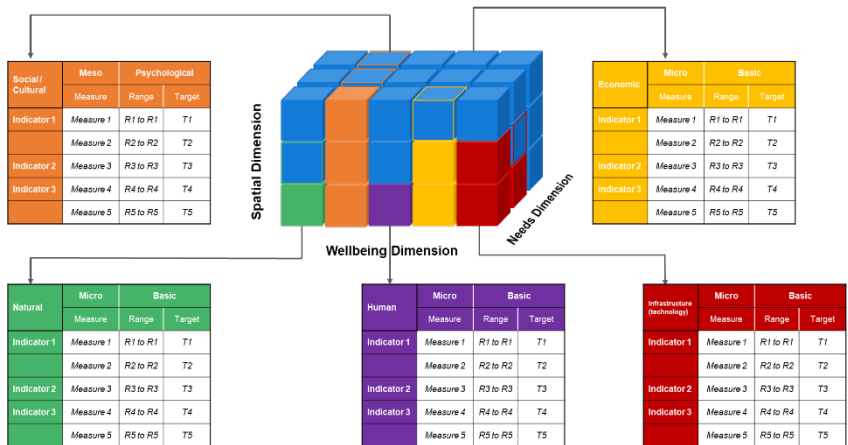 Social / Cultural Meso Psychological
Measure Range Target
Indicator 1 Measure 1 R1 to R1 T1
Measure 2 R2 to R2 T2
Indicator 2 Measure 3 R3 to R3 T3
Indicator 3 Measure 4 R4 to R4 T4
Measure 5 R5 to R5 T5
Spatial Dimension
Wellbeing Dimension
Needs Dimension
Economic Micro Basic
Measure Range Target
Indicator 1 Measure 1 R1 to R1 T1
Measure 2 R2 to R2 T2
Indicator 2 Measure 3 R3 to R3 T3
Indicator 3 Measure 4 R4 to R4 T4
Measure 5 R5 to R5 T5
Natural Micro Basic
Measure Range Target
Indicator 1 Measure 1 R1 to R1 T1
Measure 2 R2 to R2 T2
Indicator 2 Measure 3 R3 to R3 T3
Indicator 3 Measure 4 R4 to R4 T4
Measure 5 R5 to R5 T5
Human Micro Basic
Measure Range Target
Indicator 1 Measure 1 R1 to R1 T1
Measure 2 R2 to R2 T2
Indicator 2 Measure 3 R3 to R3 T3
Indicator 3 Measure 4 R4 to R4 T4
Measure 5 R5 to R5 T5
Infrastructure (technology) Micro Basic
Measure Range Target
Indicator 1 Measure 1 R1 to R1 T1
Measure 2 R2 to R2 T2
Indicator 2 Measure 3 R3 to R3 T3
Indicator 3 Measure 4 R4 to R4 T4
Measure 5 R5 to R5 T5